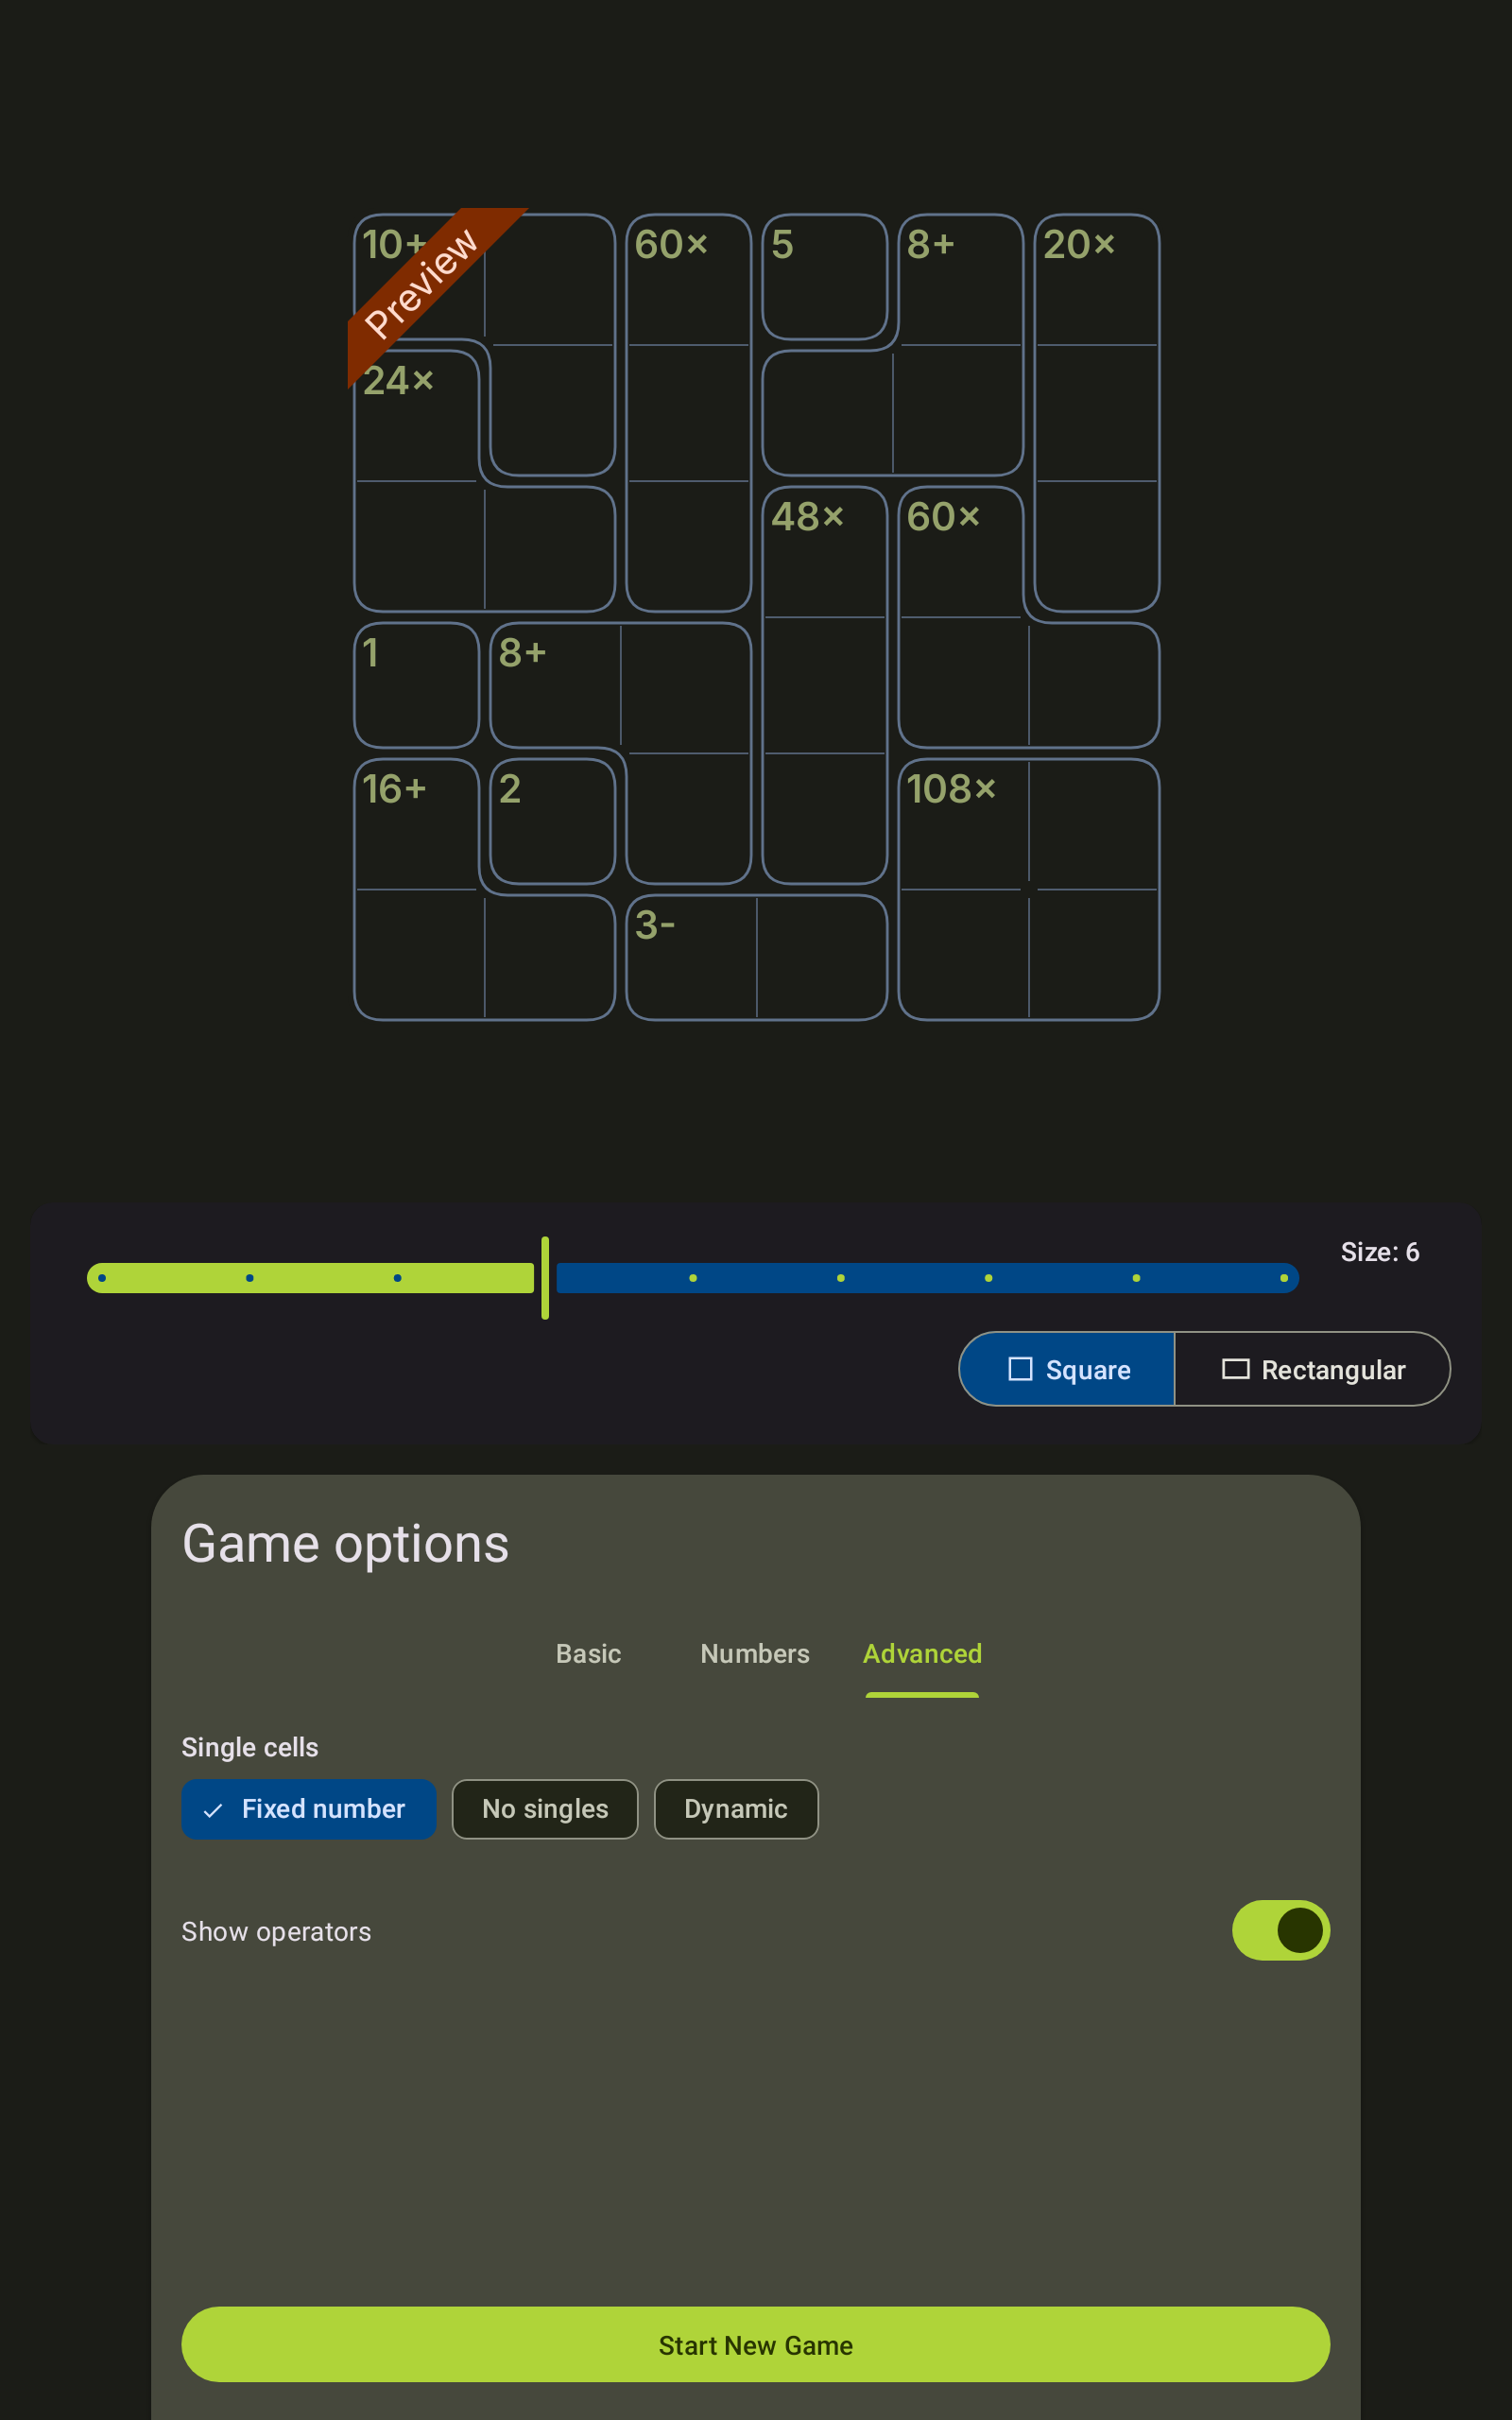 10+ 60× 5 8+ 20×
Preview
24×
48× 60×
1 8+
16+ 2 108×
3-
Size: 6
Square Rectangular
Game options
Basic Numbers Advanced
Single cells
Fixed number No singles Dynamic
Show operators
Start New Game